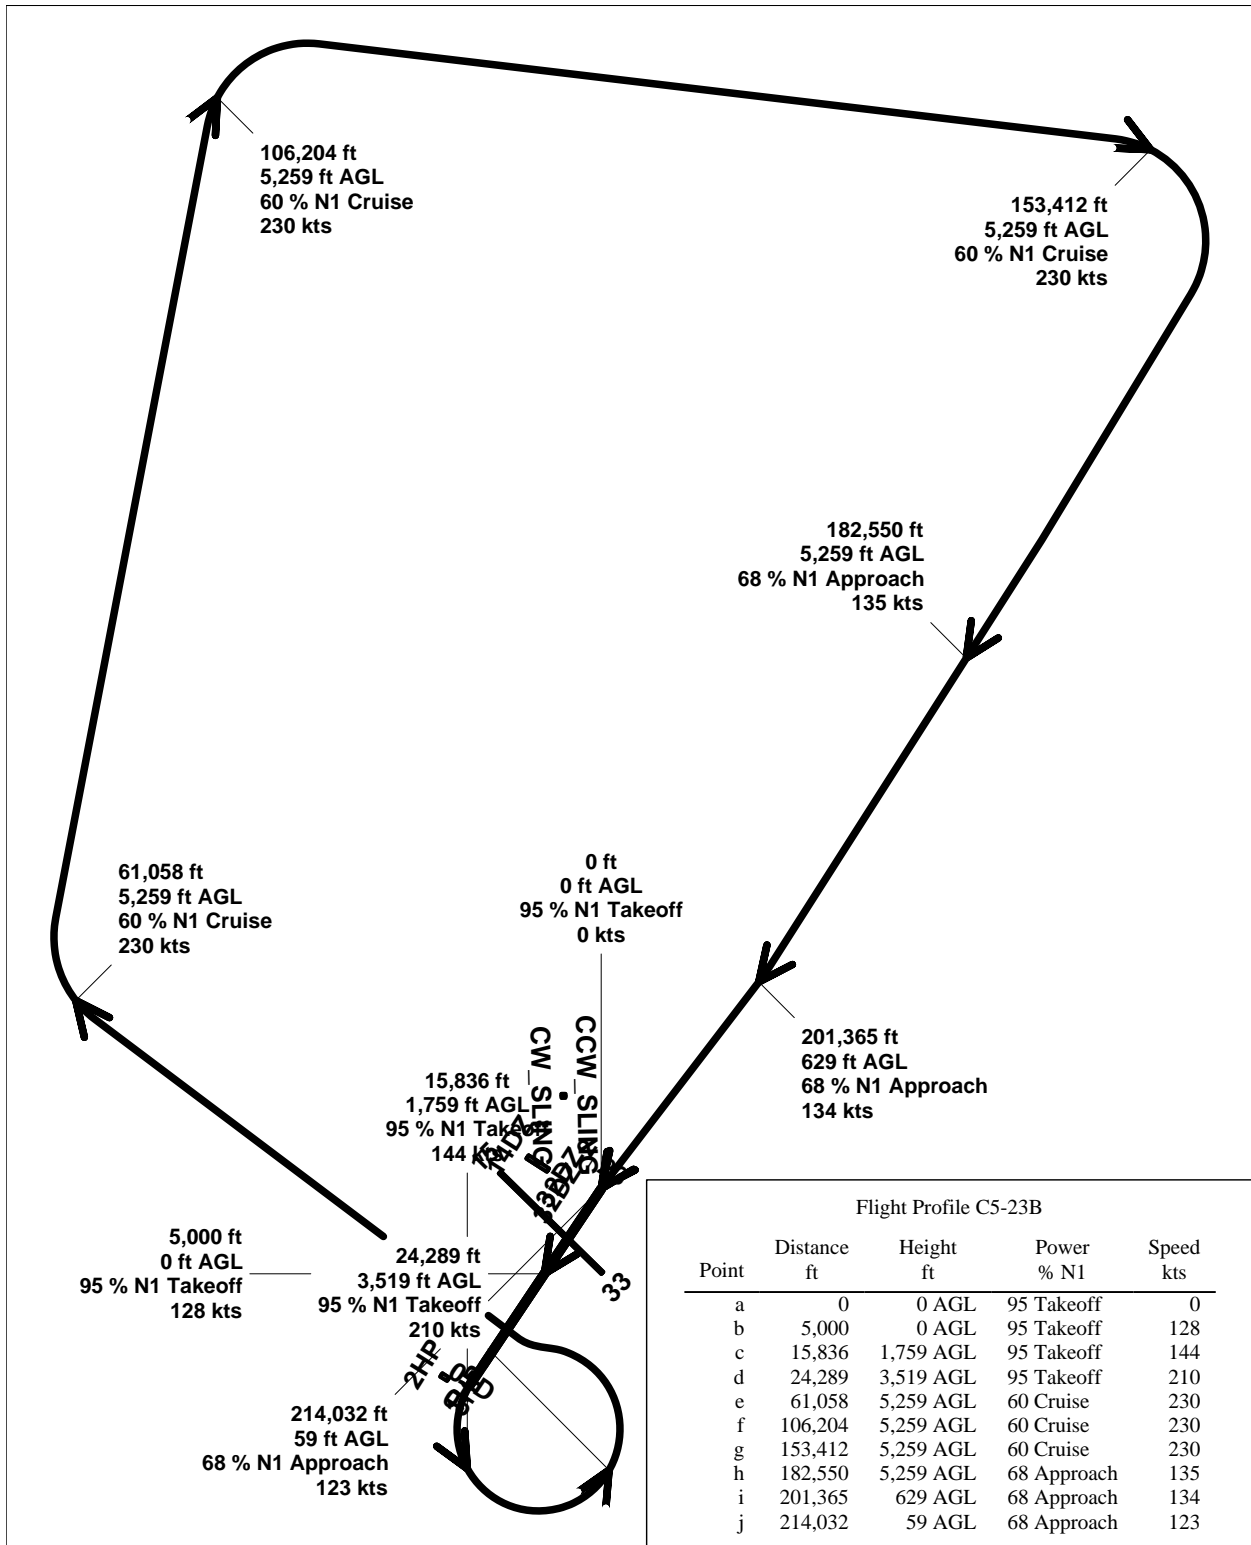 106,204 ft
5,259 ft AGL
60 % N1 Cruise
230 kts
153,412 ft
5,259 ft AGL
60 % N1 Cruise
230 kts
182,550 ft
5,259 ft AGL
68 % N1 Approach
135 kts
61,058 ft
5,259 ft AGL
60 % N1 Cruise
230 kts
0 ft
0 ft AGL
95 % N1 Takeoff
0 kts
201,365 ft
629 ft AGL
68 % N1 Approach
134 kts
CW_SLING
CCW_SLING
15,836 ft
1,759 ft AGL
95 % N1 Takeoff
144 kts
15
14DZ
5,000 ft
0 ft AGL
95 % N1 Takeoff
128 kts
24,289 ft
3,519 ft AGL
95 % N1 Takeoff
210 kts
33
2HP
214,032 ft
59 ft AGL
68 % N1 Approach
123 kts
Flight Profile C5-23B
Point Distance ft Height ft Power % N1 Speed kts
a 0 0 AGL 95 Takeoff 0
b 5,000 0 AGL 95 Takeoff 128
c 15,836 1,759 AGL 95 Takeoff 144
d 24,289 3,519 AGL 95 Takeoff 210
e 61,058 5,259 AGL 60 Cruise 230
f 106,204 5,259 AGL 60 Cruise 230
g 153,412 5,259 AGL 60 Cruise 230
h 182,550 5,259 AGL 68 Approach 135
i 201,365 629 AGL 68 Approach 134
j 214,032 59 AGL 68 Approach 123